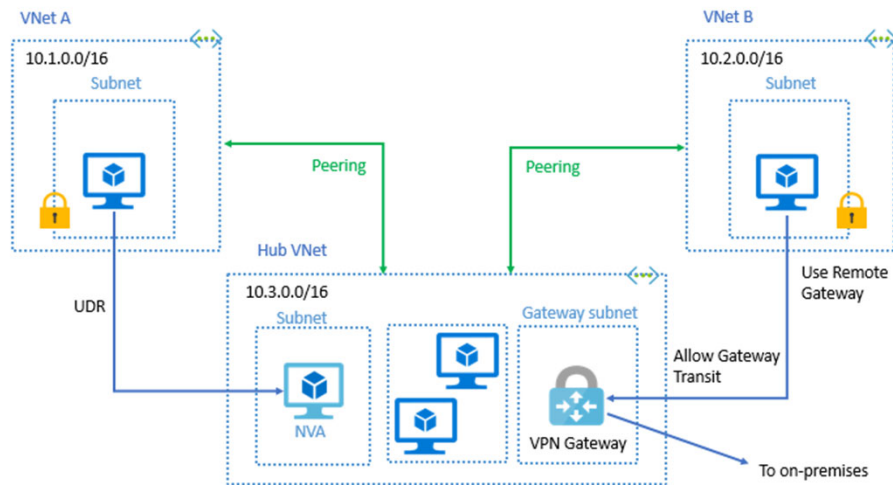 VNet A
VNet B
10.1.0.0/16
10.2.0.0/16
Subnet
Subnet
Peering
Peering
Hub VNet
Use Remote
Gateway
10.3.0.0/16
UDR
Subnet
Gateway subnet
Allow Gateway
Transit
NVA
VPN Gateway
To on-premises